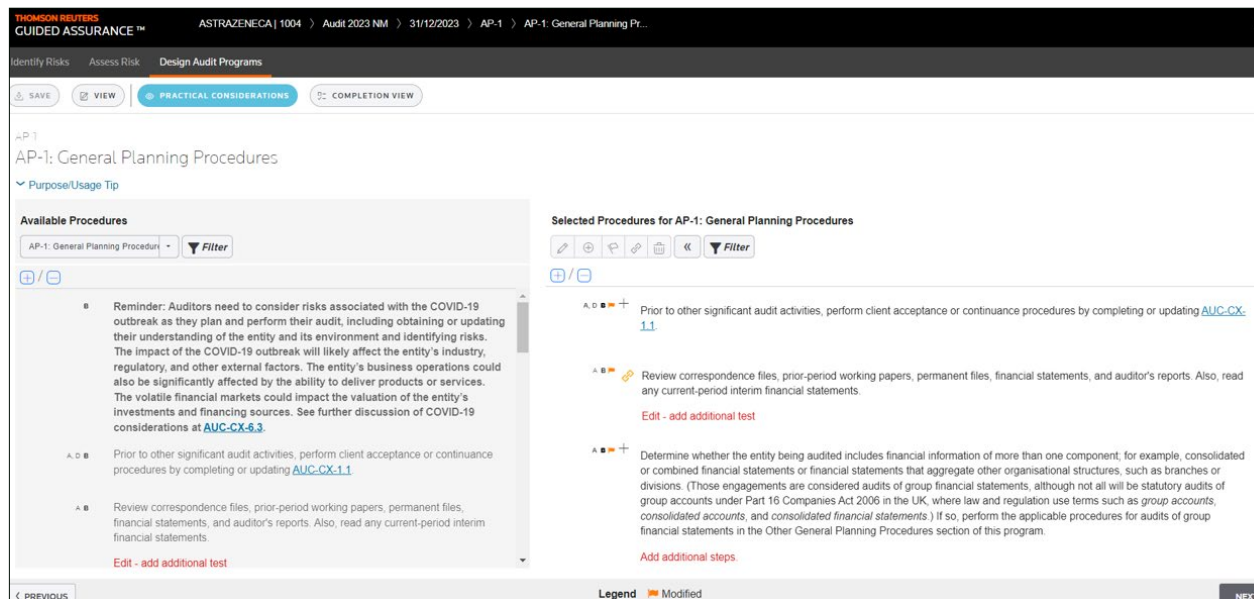 THOMSON REUTERS
GUIDED ASSURANCE ™
ASTRAZENECA | 1004 > Audit 2023 NM > 31/12/2023 > AP-1 > AP-1: General Planning Pr...
Identify Risks Assess Risk Design Audit Programs
SAVE VIEW PRACTICAL CONSIDERATIONS COMPLETION VIEW
AP-1
AP-1: General Planning Procedures
Purpose/Usage Tip
Available Procedures
AP-1: General Planning Procedure Filter
B
Reminder: Auditors need to consider risks associated with the COVID-19
outbreak as they plan and perform their audit, including obtaining or updating
their understanding of the entity and its environment and identifying risks.
The impact of the COVID-19 outbreak will likely affect the entity's industry,
regulatory, and other external factors. The entity's business operations could
also be significantly affected by the ability to deliver products or services.
The volatile financial markets could impact the valuation of the entity's
investments and financing sources. See further discussion of COVID-19
considerations at AUC-CX-6.3.
A, D B Prior to other significant audit activities, perform client acceptance or continuance
procedures by completing or updating AUC-CX-1.1.
A B Review correspondence files, prior-period working papers, permanent files,
financial statements, and auditor's reports. Also, read any current-period interim
financial statements.
Edit - add additional test
Selected Procedures for AP-1: General Planning Procedures
Filter
A, D B Prior to other significant audit activities, perform client acceptance or continuance procedures by completing or updating AUC-CX-
1.1.
A B Review correspondence files, prior-period working papers, permanent files, financial statements, and auditor's reports. Also, read
any current-period interim financial statements.
Edit - add additional test
A B Determine whether the entity being audited includes financial information of more than one component; for example, consolidated
or combined financial statements or financial statements that aggregate other organisational structures, such as branches or
divisions. (Those engagements are considered audits of group financial statements, although not all will be statutory audits of
group accounts under Part 16 Companies Act 2006 in the UK, where law and regulation use terms such as group accounts,
consolidated accounts, and consolidated financial statements.) If so, perform the applicable procedures for audits of group
financial statements in the Other General Planning Procedures section of this program.
Add additional steps.
PREVIOUS
Legend Modified
NEX